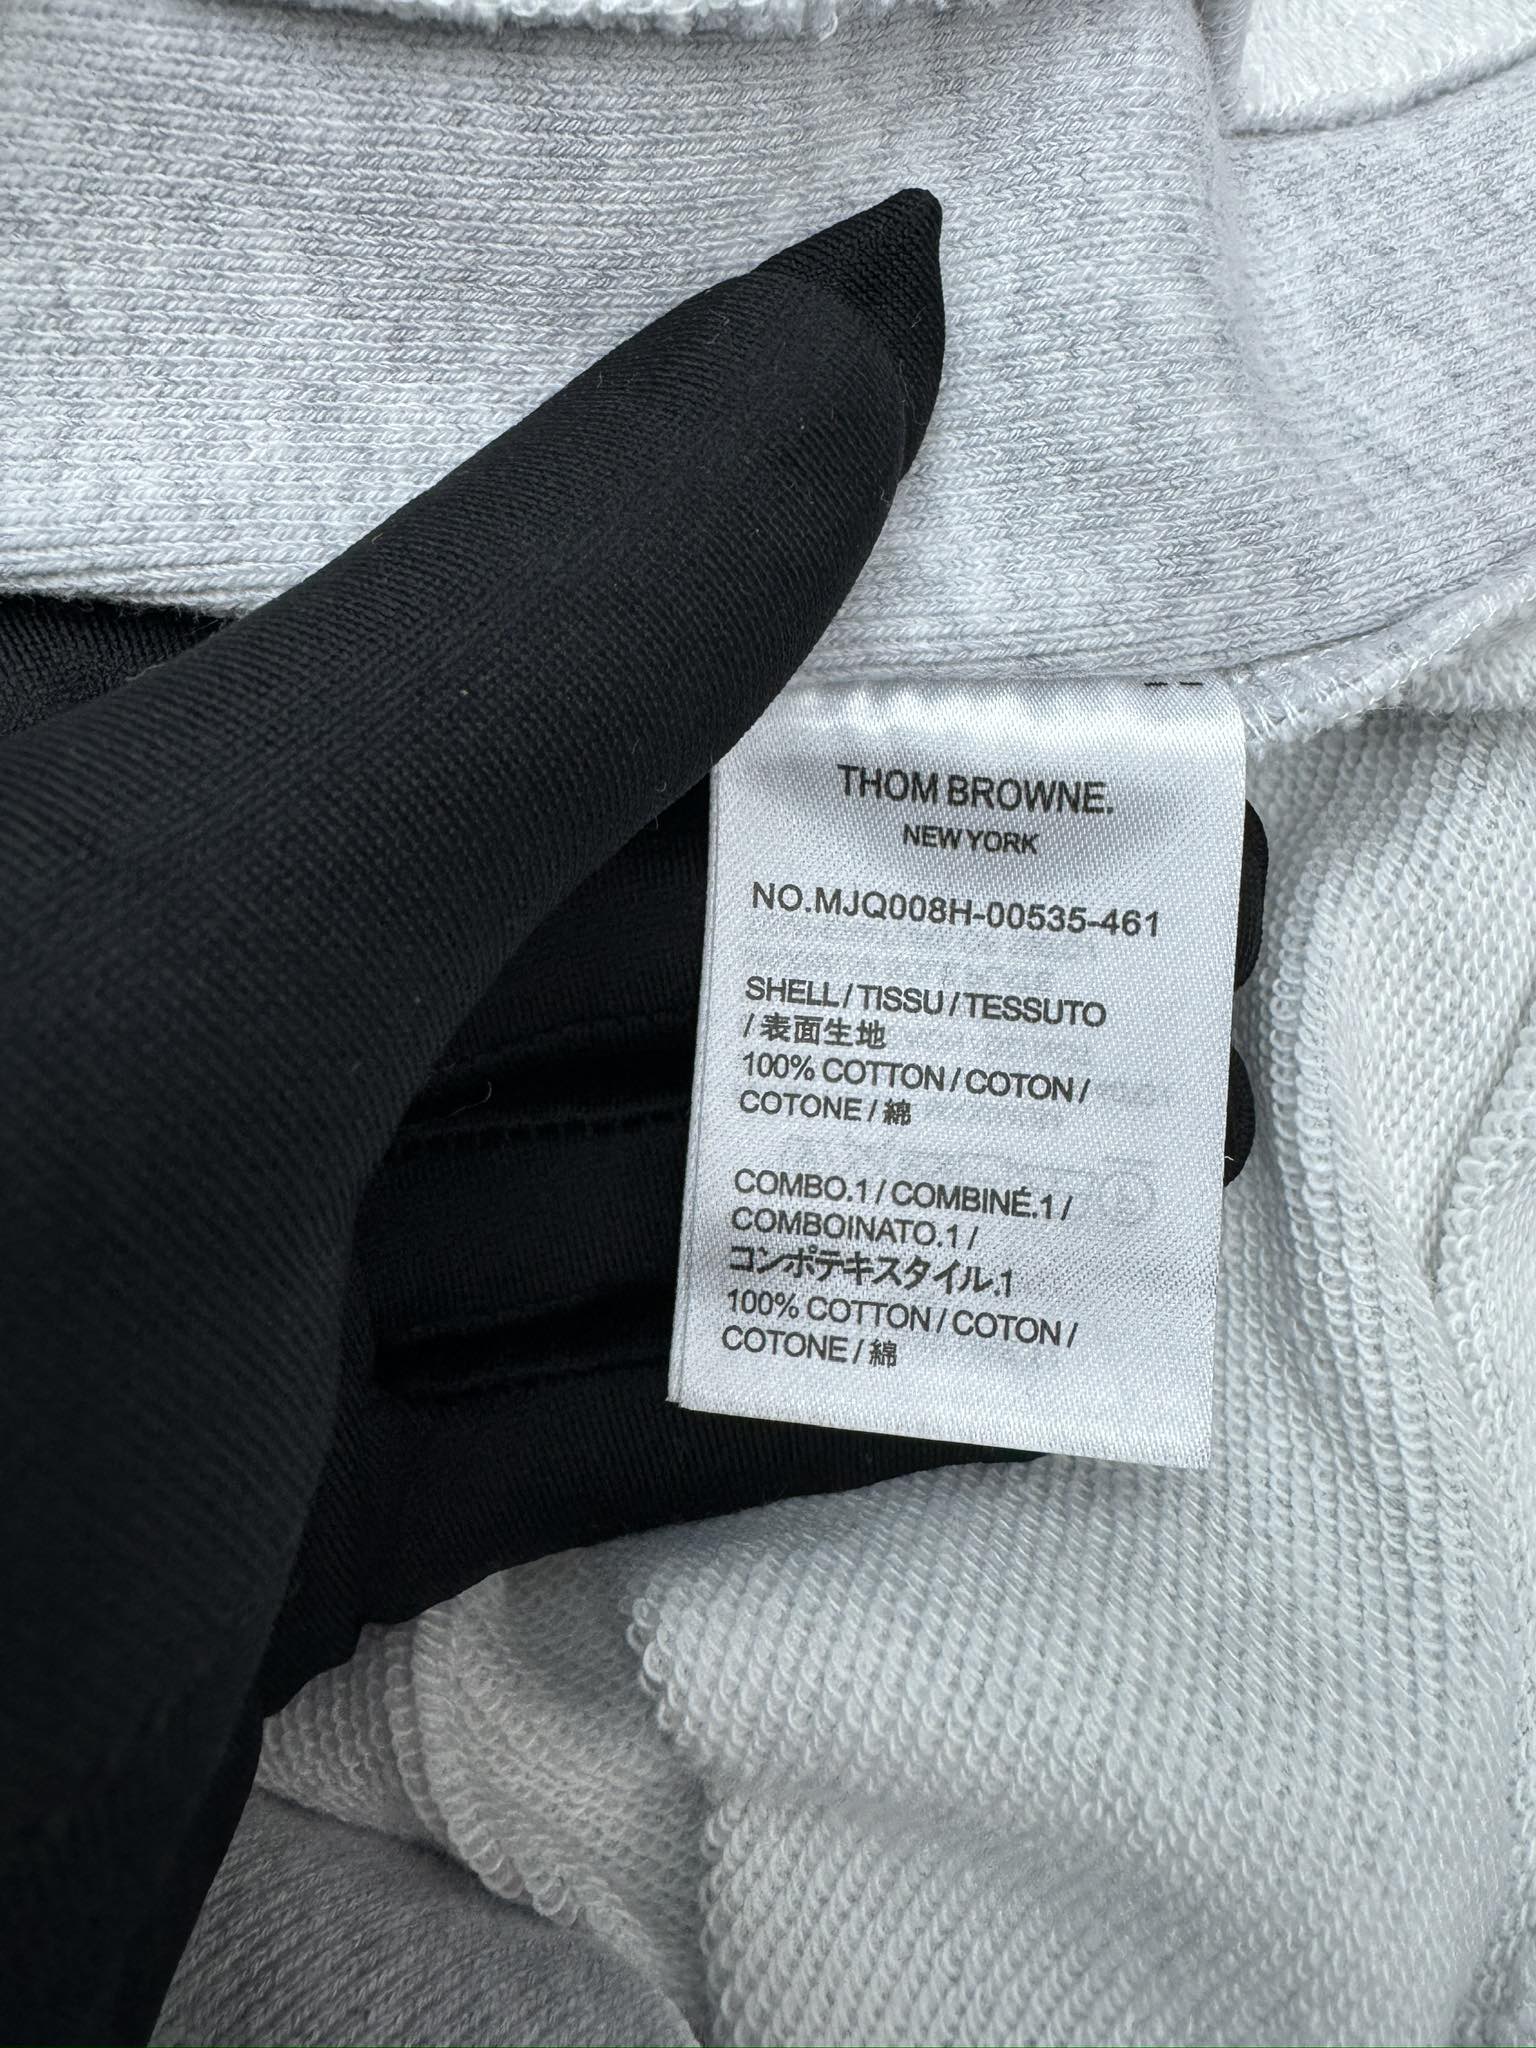 THOM BROWNE.
NEW YORK
NO.MJQ008H-00535-461
SHELL / TISSU / TESSUTO
/ 表面生地
100% COTTON / COTON /
COTONE / 綿
COMBO.1 / COMBINÉ.1 /
COMBOINATO.1 /
コンポテキスタイル.1
100% COTTON / COTON /
COTONE / 綿